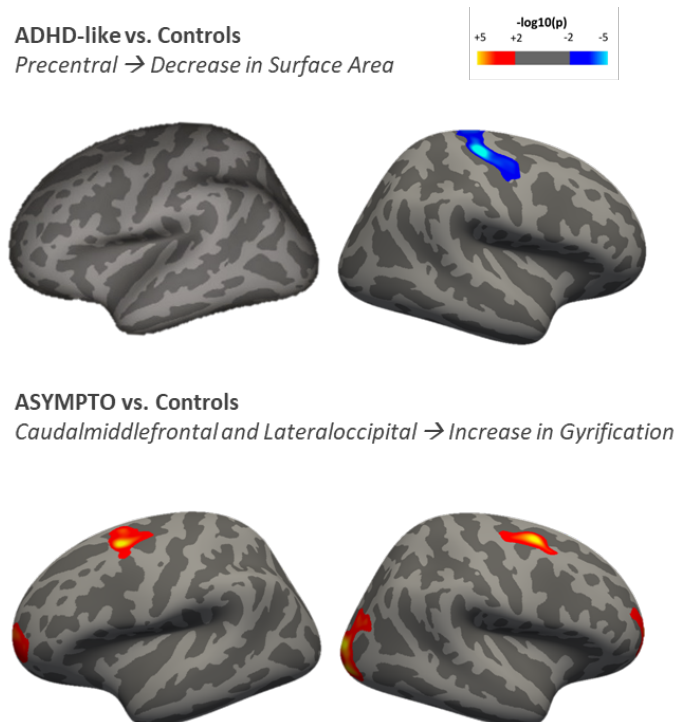 ADHD-like vs. Controls
Precentral → Decrease in Surface Area
-log10(p)
+5 +2 -2 -5
ASYMPTO vs. Controls
Caudalmiddlefrontal and Lateraloccipital → Increase in Gyrification